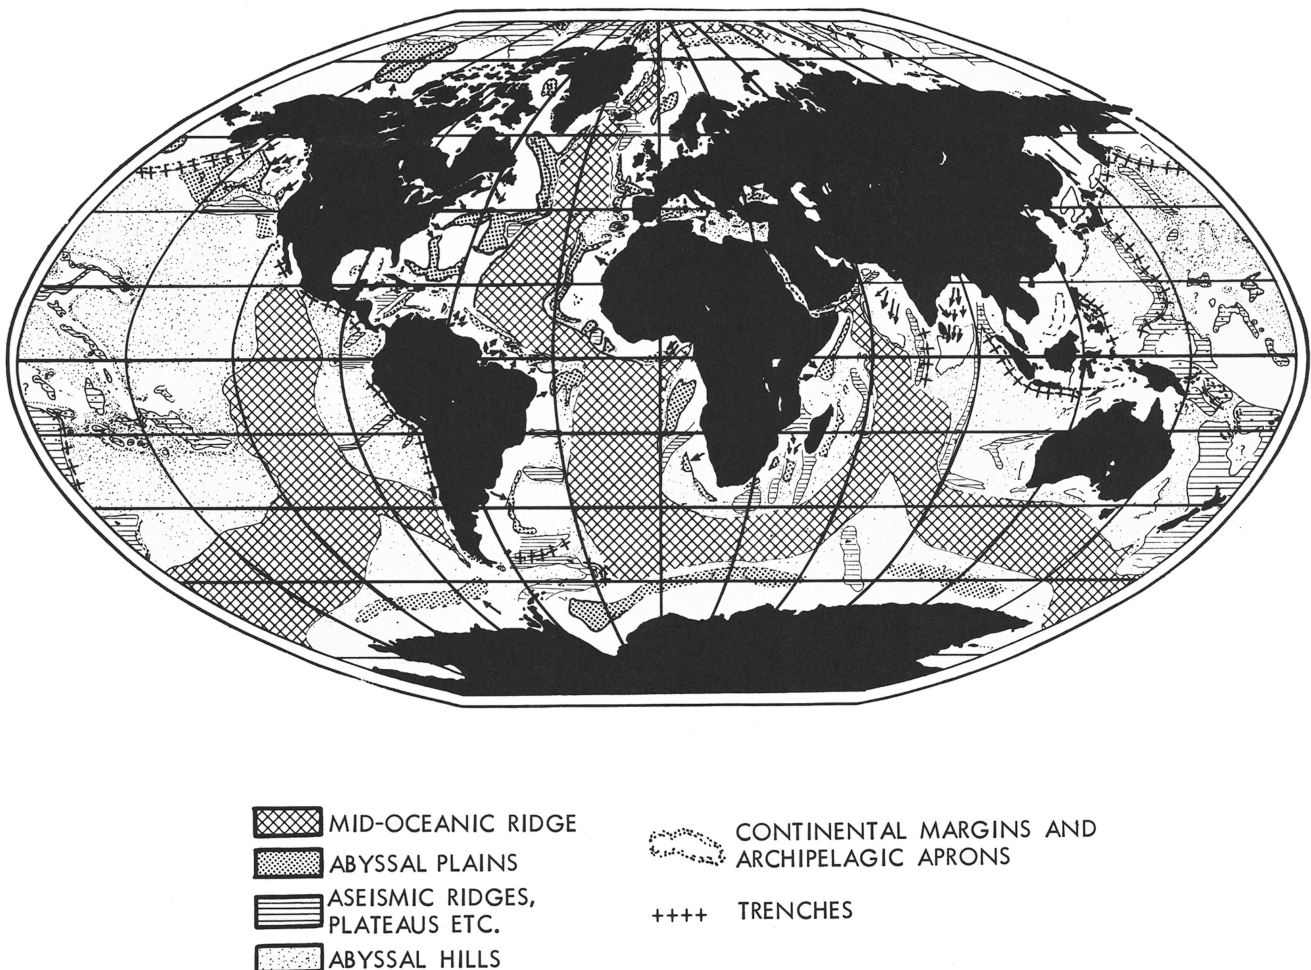 MID-OCEANIC RIDGE
ABYSSAL PLAINS
ASEISMIC RIDGES,
PLATEAUS ETC.
ABYSSAL HILLS
CONTINENTAL MARGINS AND
ARCHIPELAGIC APRONS
++++ TRENCHES